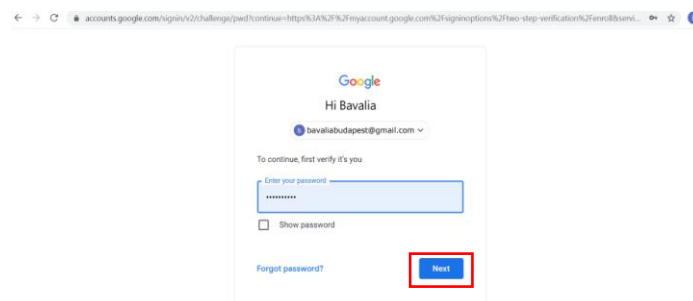 accounts.google.com/signin/v2/challenge/pwd?continue=https%3A%2F%2Fmyaccount.google.com%2Fsigninoptions%2Ftwo-step-verification%2Fenroll&servi...
Google
Hi Bavalia
bavaliabudapest@gmail.com
To continue, first verify it's you
Enter your password
••••••••••
Show password
Forgot password?
Next